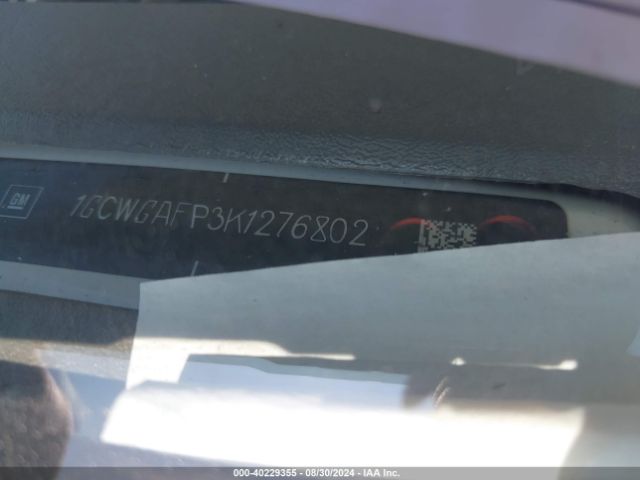 GM
1GCWGAFP3K1276802
000-40229355 | 08/30/2024 - IAA Inc.